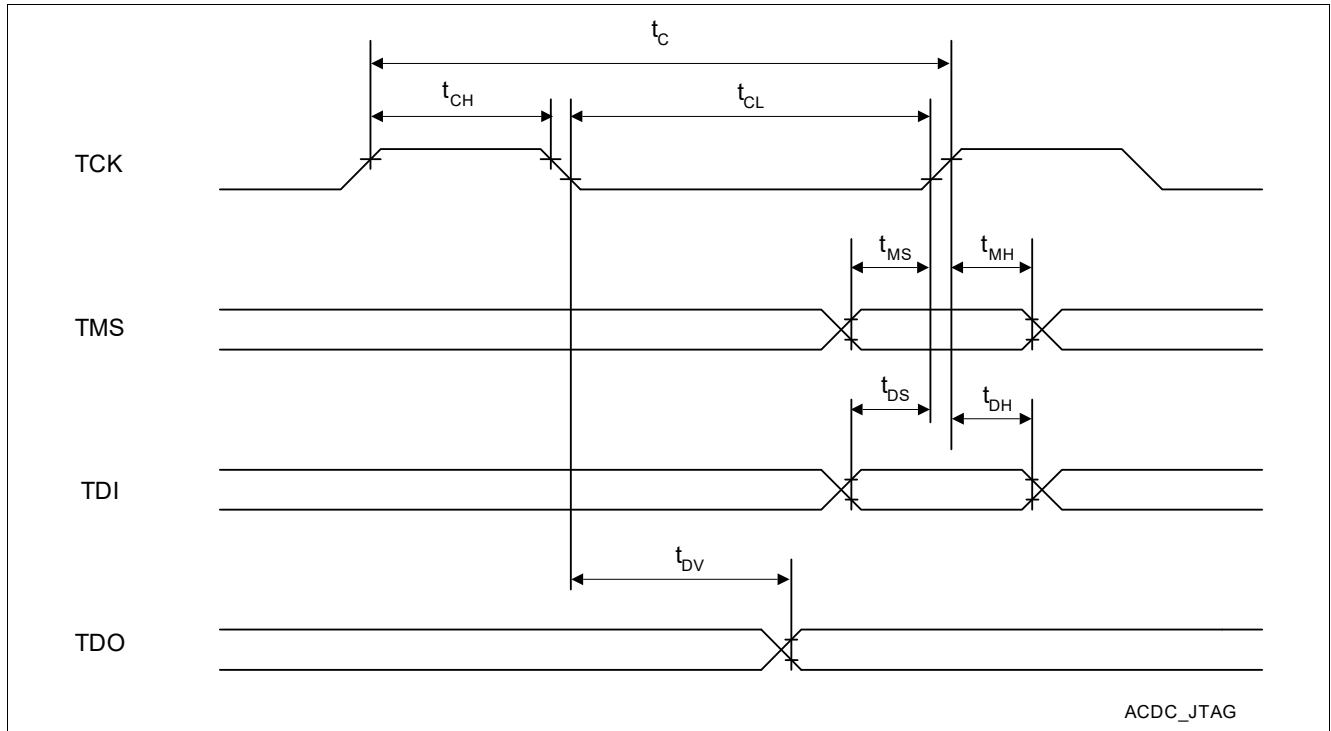 tC
tCH
tCL
TCK
tMS
tMH
TMS
tDS
tDH
TDI
tDV
TDO
ACDC_JTAG